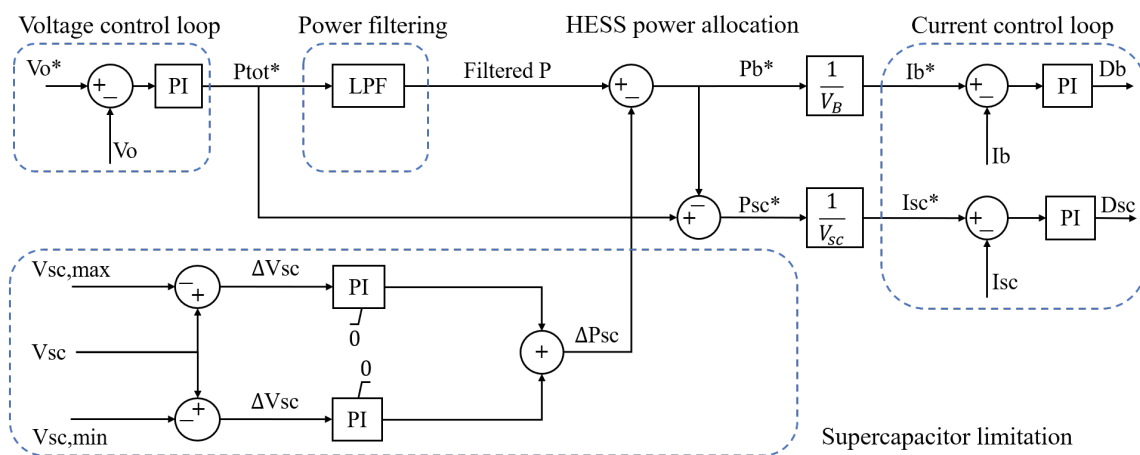 Voltage control loop
Power filtering
HESS power allocation
Current control loop
Vo*
PI
Ptot*
LPF
Filtered P
Pb*
1
V_B
Ib*
PI
Db
+
−
+
−
+
−
Vo
Ib
−
+
Psc*
1
V_sc
Isc*
+
−
PI
Dsc
Isc
Vsc,max
−
+
ΔVsc
PI
0
Vsc
+
ΔPsc
0
Vsc,min
−
+
ΔVsc
PI
Supercapacitor limitation